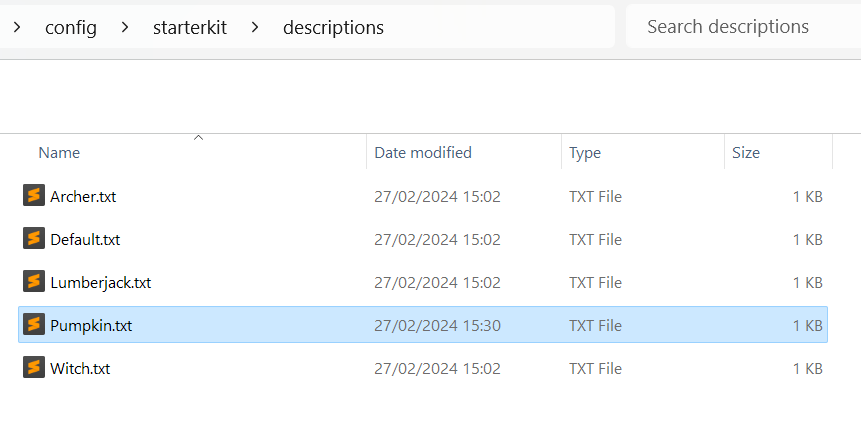 config > starterkit > descriptions Search descriptions
Name Date modified Type Size
Archer.txt 27/02/2024 15:02 TXT File 1 KB
Default.txt 27/02/2024 15:02 TXT File 1 KB
Lumberjack.txt 27/02/2024 15:02 TXT File 1 KB
Pumpkin.txt 27/02/2024 15:30 TXT File 1 KB
Witch.txt 27/02/2024 15:02 TXT File 1 KB